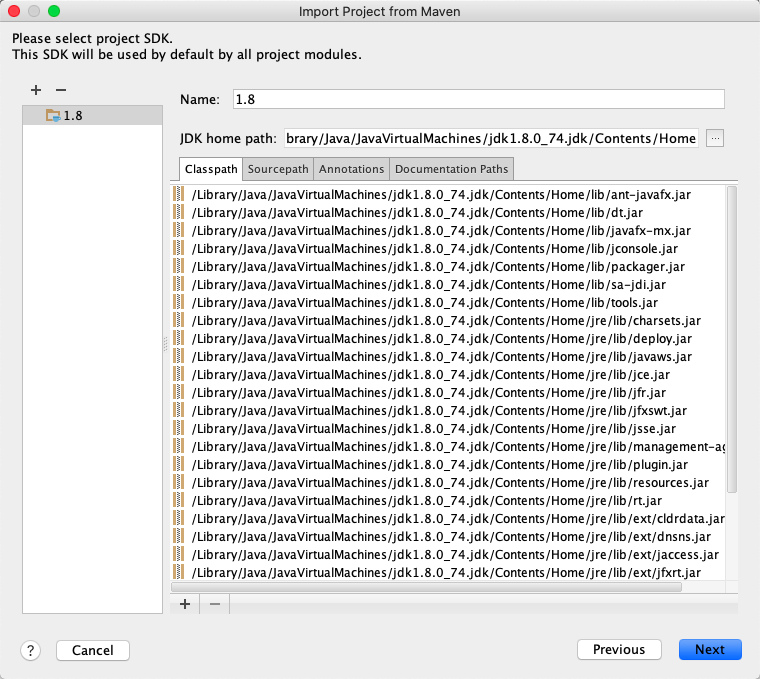 Import Project from Maven
Please select project SDK.
This SDK will be used by default by all project modules.
+ −
1.8
Name: 1.8
JDK home path: brary/Java/JavaVirtualMachines/jdk1.8.0_74.jdk/Contents/Home ...
Classpath Sourcepath Annotations Documentation Paths
/Library/Java/JavaVirtualMachines/jdk1.8.0_74.jdk/Contents/Home/lib/ant-javafx.jar
/Library/Java/JavaVirtualMachines/jdk1.8.0_74.jdk/Contents/Home/lib/dt.jar
/Library/Java/JavaVirtualMachines/jdk1.8.0_74.jdk/Contents/Home/lib/javafx-mx.jar
/Library/Java/JavaVirtualMachines/jdk1.8.0_74.jdk/Contents/Home/lib/jconsole.jar
/Library/Java/JavaVirtualMachines/jdk1.8.0_74.jdk/Contents/Home/lib/packager.jar
/Library/Java/JavaVirtualMachines/jdk1.8.0_74.jdk/Contents/Home/lib/sa-jdi.jar
/Library/Java/JavaVirtualMachines/jdk1.8.0_74.jdk/Contents/Home/lib/tools.jar
/Library/Java/JavaVirtualMachines/jdk1.8.0_74.jdk/Contents/Home/jre/lib/charsets.jar
/Library/Java/JavaVirtualMachines/jdk1.8.0_74.jdk/Contents/Home/jre/lib/deploy.jar
/Library/Java/JavaVirtualMachines/jdk1.8.0_74.jdk/Contents/Home/jre/lib/javaws.jar
/Library/Java/JavaVirtualMachines/jdk1.8.0_74.jdk/Contents/Home/jre/lib/jce.jar
/Library/Java/JavaVirtualMachines/jdk1.8.0_74.jdk/Contents/Home/jre/lib/jfr.jar
/Library/Java/JavaVirtualMachines/jdk1.8.0_74.jdk/Contents/Home/jre/lib/jfxswt.jar
/Library/Java/JavaVirtualMachines/jdk1.8.0_74.jdk/Contents/Home/jre/lib/jsse.jar
/Library/Java/JavaVirtualMachines/jdk1.8.0_74.jdk/Contents/Home/jre/lib/management-ag
/Library/Java/JavaVirtualMachines/jdk1.8.0_74.jdk/Contents/Home/jre/lib/plugin.jar
/Library/Java/JavaVirtualMachines/jdk1.8.0_74.jdk/Contents/Home/jre/lib/resources.jar
/Library/Java/JavaVirtualMachines/jdk1.8.0_74.jdk/Contents/Home/jre/lib/rt.jar
/Library/Java/JavaVirtualMachines/jdk1.8.0_74.jdk/Contents/Home/jre/lib/ext/cldrdata.jar
/Library/Java/JavaVirtualMachines/jdk1.8.0_74.jdk/Contents/Home/jre/lib/ext/dnsns.jar
/Library/Java/JavaVirtualMachines/jdk1.8.0_74.jdk/Contents/Home/jre/lib/ext/jaccess.jar
/Library/Java/JavaVirtualMachines/jdk1.8.0_74.jdk/Contents/Home/jre/lib/ext/jfxrt.jar
+ −
? Cancel Previous Next